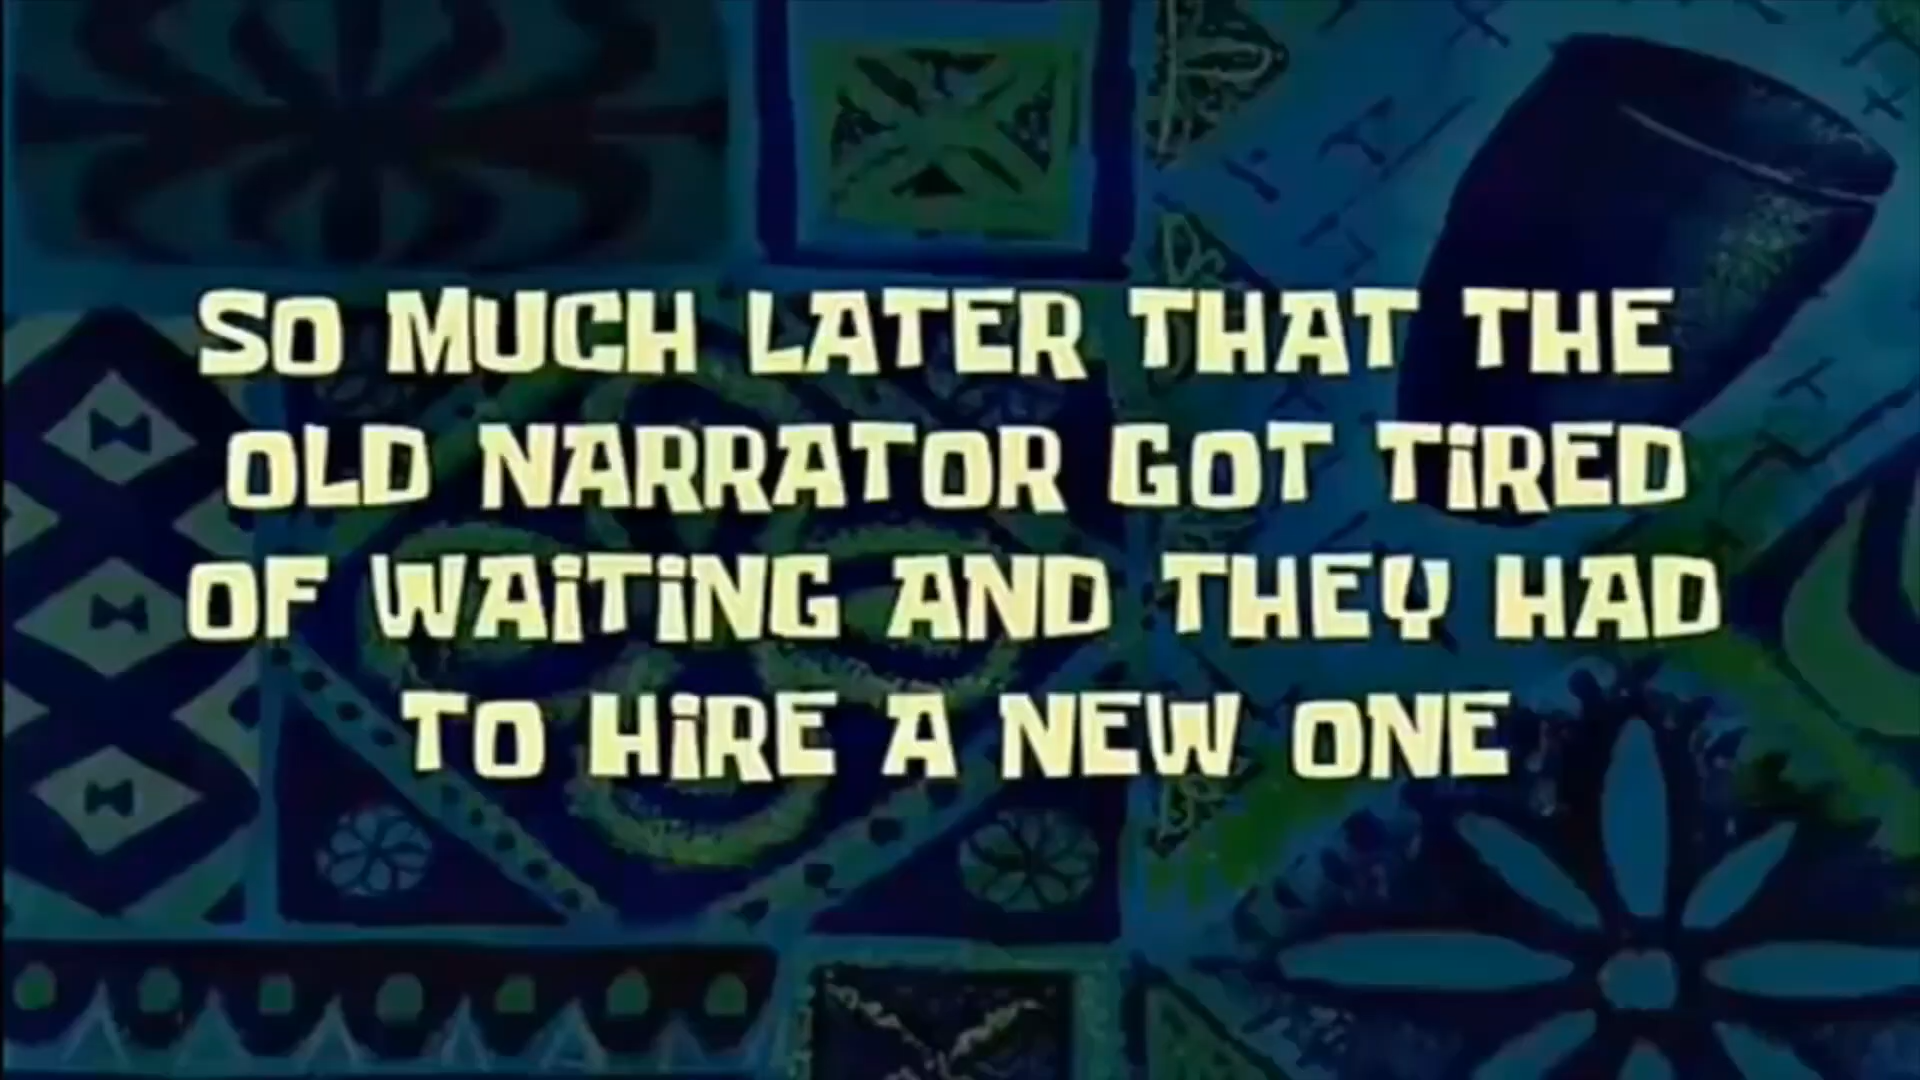 SO MUCH LATER THAT THE
OLD NARRATOR GOT TiRED
OF WAiTiNG AND THEY HAD
TO HiRE A NEW ONE